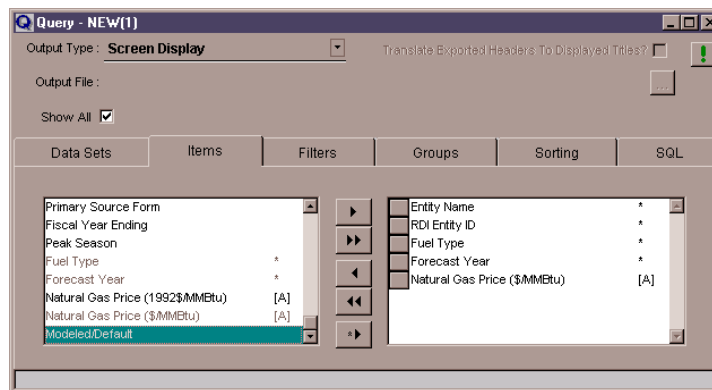 Query - NEW(1)
Output Type : Screen Display
Translate Exported Headers To Displayed Titles?
Output File :
...
Show All
Data Sets Items Filters Groups Sorting SQL
Primary Source Form
Fiscal Year Ending
Peak Season
Fuel Type *
Forecast Year *
Natural Gas Price (1992$/MMBtu) [A]
Natural Gas Price ($/MMBtu) [A]
Modeled/Default
Entity Name *
RDI Entity ID *
Fuel Type *
Forecast Year *
Natural Gas Price ($/MMBtu) [A]